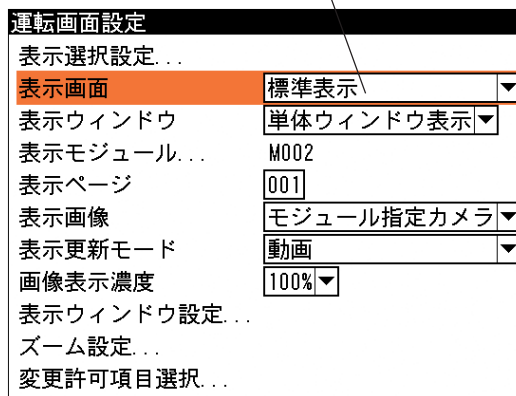 運転画面設定
表示選択設定...
表示画面 標準表示
表示ウィンドウ 単体ウィンドウ表示
表示モジュール... M002
表示ページ 001
表示画像 モジュール指定カメラ
表示更新モード 動画
画像表示濃度 100%
表示ウィンドウ設定...
ズーム設定...
変更許可項目選択...